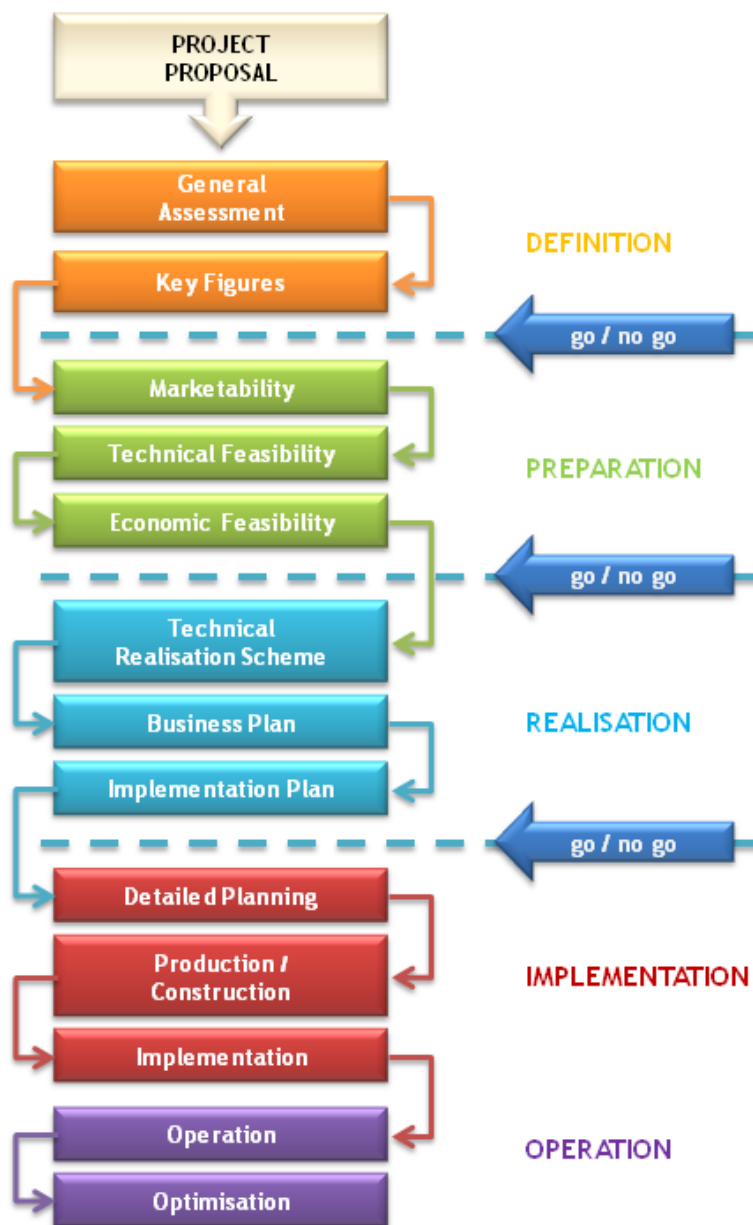 PROJECT
PROPOSAL
General
Assessment
DEFINITION
Key Figures
go / no go
Marketability
Technical Feasibility
PREPARATION
Economic Feasibility
go / no go
Technical
Realisation Scheme
Business Plan
REALISATION
Implementation Plan
go / no go
Detailed Planning
Production /
Construction
IMPLEMENTATION
Implementation
Operation
OPERATION
Optimisation